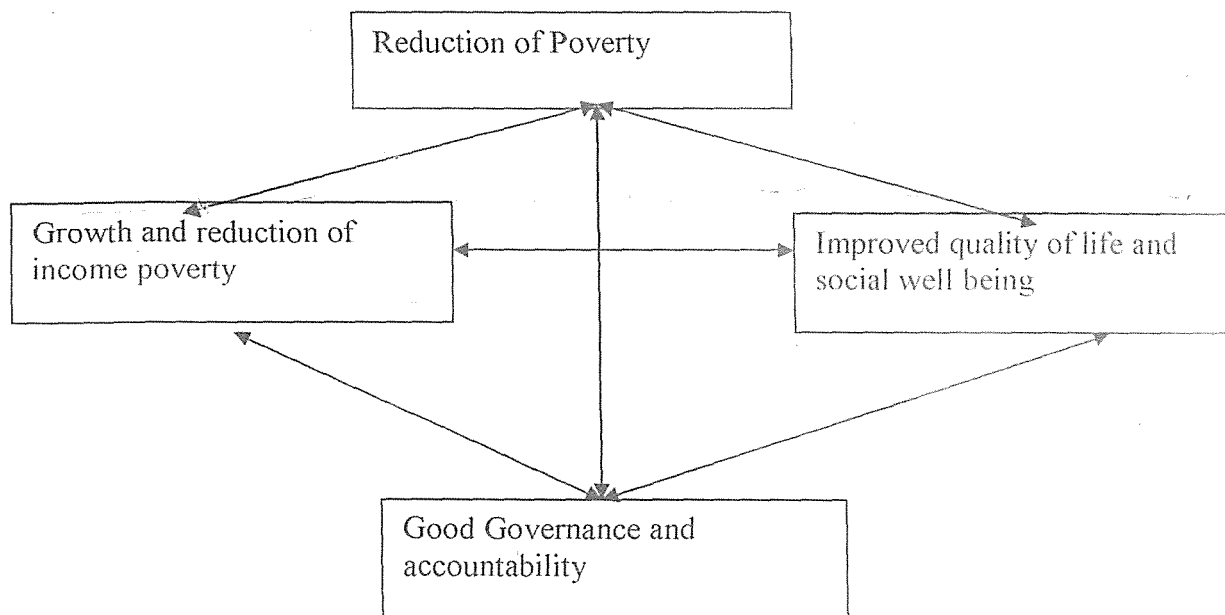 Reduction of Poverty
Growth and reduction of
income poverty
Improved quality of life and
social well being
Good Governance and
accountability